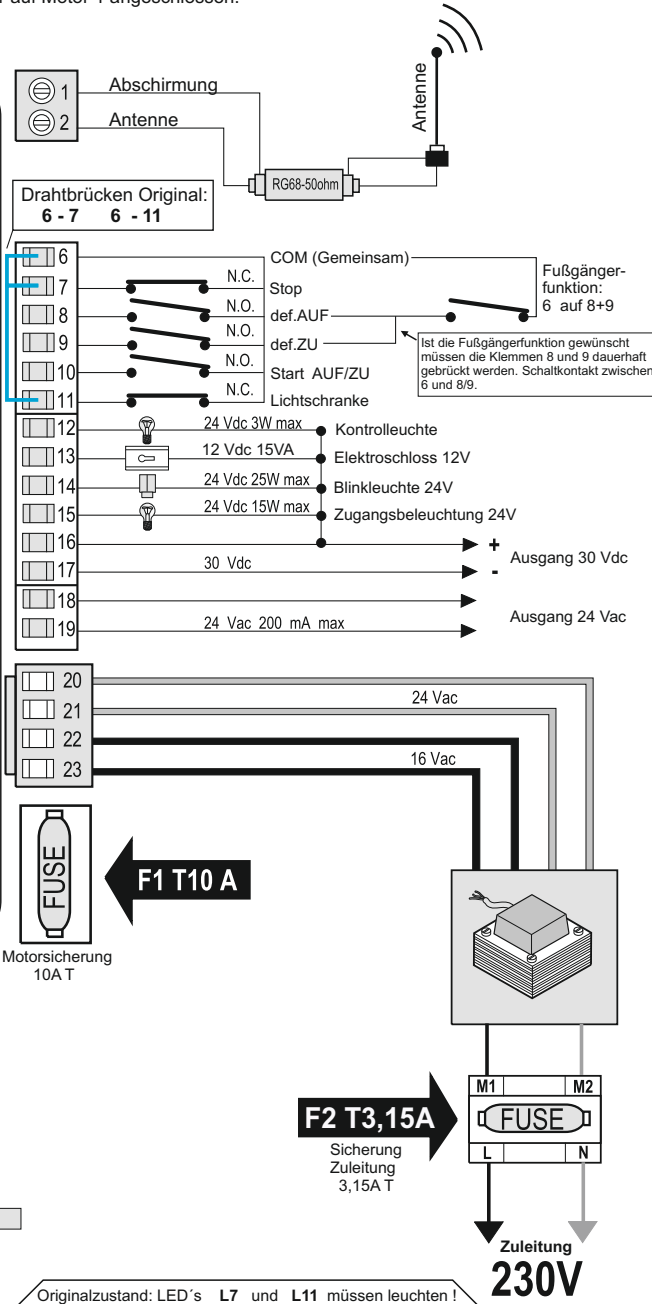 auf Motor 1 angeschlossen.
1 Abschirmung
2 Antenne
Antenne
RG68-50ohm
Drahtbrücken Original:
6 - 7 6 - 11
6 COM (Gemeinsam)
7 N.C. Stop
8 N.O. def.AUF
9 N.O. def.ZU
10 N.O. Start AUF/ZU
11 N.C. Lichtschranke
Fußgänger-
funktion:
6 auf 8+9
Ist die Fußgängerfunktion gewünscht
müssen die Klemmen 8 und 9 dauerhaft
gebrückt werden. Schaltkontakt zwischen
6 und 8/9.
12 24 Vdc 3W max Kontrolleuchte
13 12 Vdc 15VA Elektroschloss 12V
14 24 Vdc 25W max Blinkleuchte 24V
15 24 Vdc 15W max Zugangsbeleuchtung 24V
16 +
Ausgang 30 Vdc
17 30 Vdc -
18
Ausgang 24 Vac
19 24 Vac 200 mA max
20
24 Vac
21
22
16 Vac
23
FUSE
F1 T10 A
Motorsicherung
10A T
M1 M2
F2 T3,15A
FUSE
Sicherung
Zuleitung
3,15A T
L N
Zuleitung
230V
Originalzustand: LED´s L7 und L11 müssen leuchten !